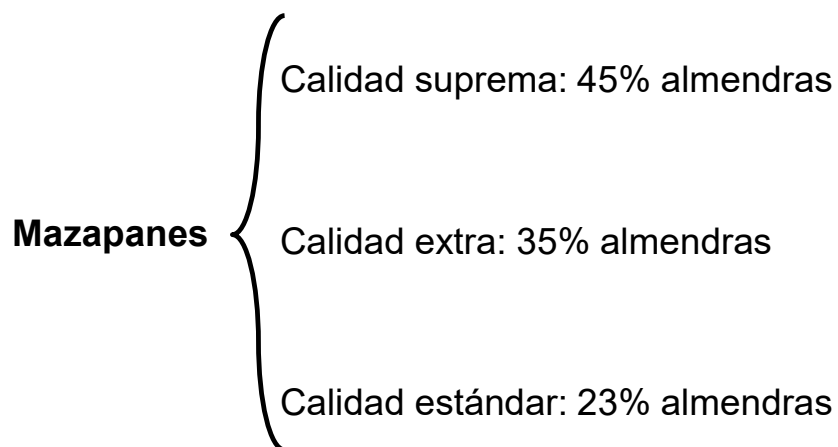 Mazapanes
Calidad suprema: 45% almendras
Calidad extra: 35% almendras
Calidad estándar: 23% almendras